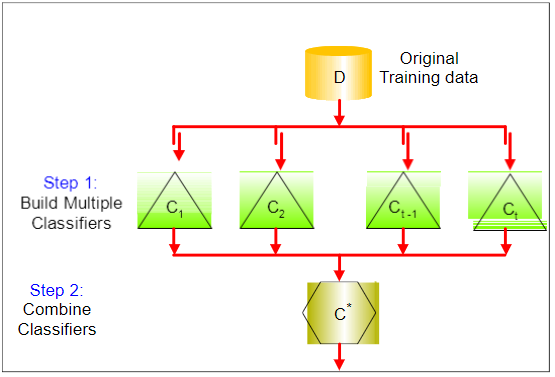 D
Original
Training data
Step 1:
Build Multiple
Classifiers
C1
C2
Ct -1
Ct
Step 2:
Combine
Classifiers
C*